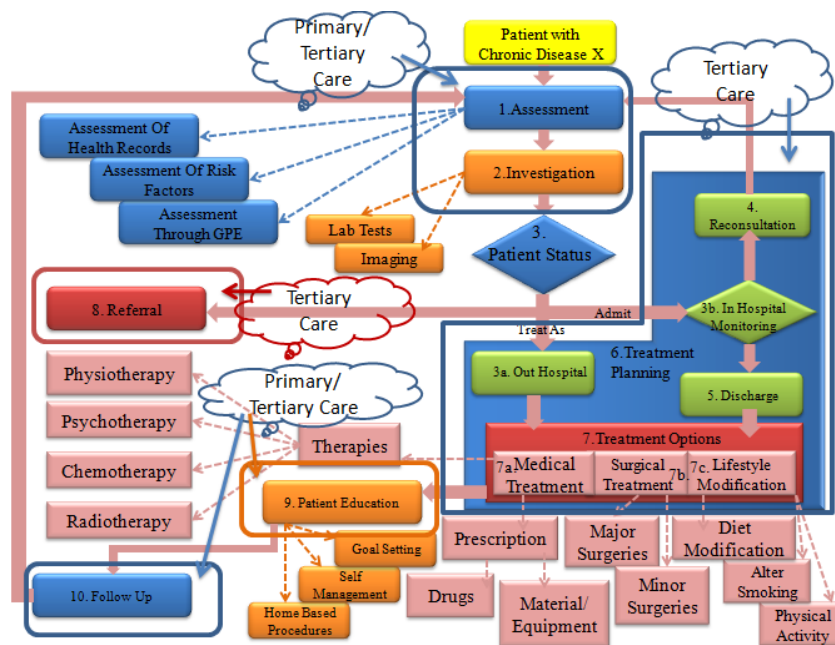 Primary/
Tertiary
Care
Patient with
Chronic Disease X
Tertiary
Care
1.Assessment
Assessment Of
Health Records
Assessment Of Risk
Factors
Assessment
Through GPE
2.Investigation
Lab Tests
Imaging
3.
Patient Status
4.
Reconsultation
8. Referral
Tertiary
Care
Admit
3b. In Hospital
Monitoring
Treat As
6.Treatment
Planning
3a. Out Hospital
5. Discharge
Physiotherapy
Psychotherapy
Chemotherapy
Radiotherapy
Primary/
Tertiary Care
Therapies
7.Treatment Options
7a Medical
Treatment
Surgical
Treatment 7b.
7c. Lifestyle
Modification
9. Patient Education
Goal Setting
Self
Management
Home Based
Procedures
10. Follow Up
Prescription
Drugs
Material/
Equipment
Major
Surgeries
Minor
Surgeries
Diet
Modification
Alter
Smoking
Physical
Activity